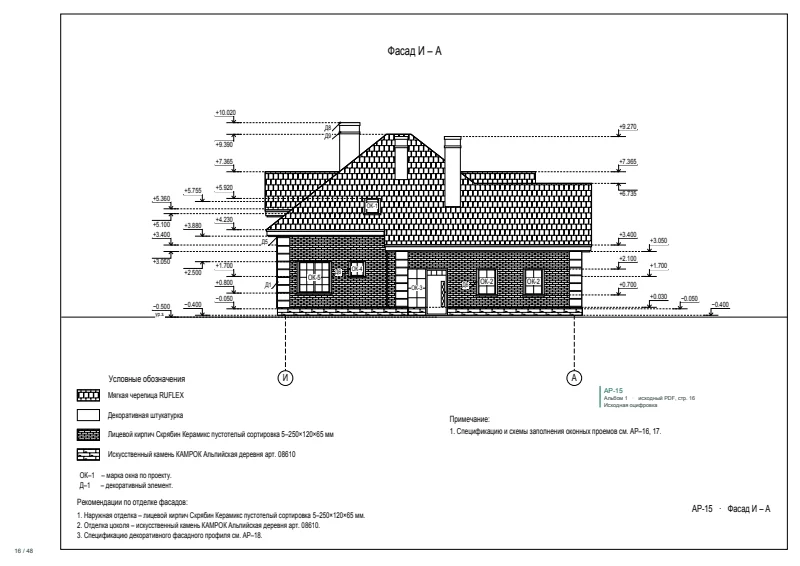 Фасад И – А
+10.020
+9.390
+7.365
+5.920
+5.755
+5.360
+5.100
+4.230
+3.880
+3.400
+3.050
+2.500
+1.700
+0.800
−0.050
−0.400
−0.500
Д8
Д9
Д5
Д1
ОК-1
ОК-5
ОК-4
ОК-3
ОК-2
ОК-2
+9.270
+7.365
+6.735
+3.400
+3.050
+2.100
+1.700
+0.700
+0.030
−0.050
−0.400
И
А
Условные обозначения
Мягкая черепица RUFLEX
Декоративная штукатурка
Лицевой кирпич Скрябин Керамикс пустотелый сортировка 5–250×120×65 мм
Искусственный камень КАМРОК Альпийская деревня арт. 08610
ОК–1 – марка окна по проекту.
Д–1 – декоративный элемент.
Рекомендации по отделке фасадов:
1. Наружная отделка – лицевой кирпич Скрябин Керамикс пустотелый сортировка 5–250×120×65 мм.
2. Отделка цоколя – искусственный камень КАМРОК Альпийская деревня арт. 08610.
3. Спецификацию декоративного фасадного профиля см. АР–18.
АР-15
Альбом 1 · исходный PDF, стр. 16
Исходная оцифровка
Примечание:
1. Спецификацию и схемы заполнения оконных проемов см. АР–16, 17.
АР-15 · Фасад И – А
16 / 48